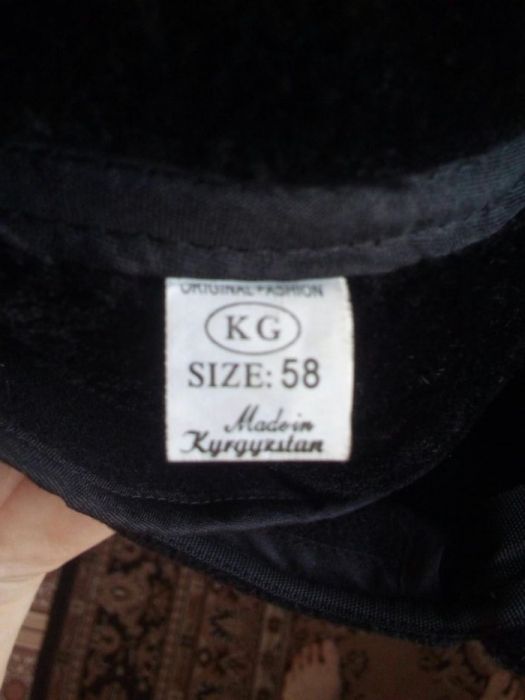 ORIGINAL FASHION
KG
SIZE: 58
Made in
Kyrgyzstan